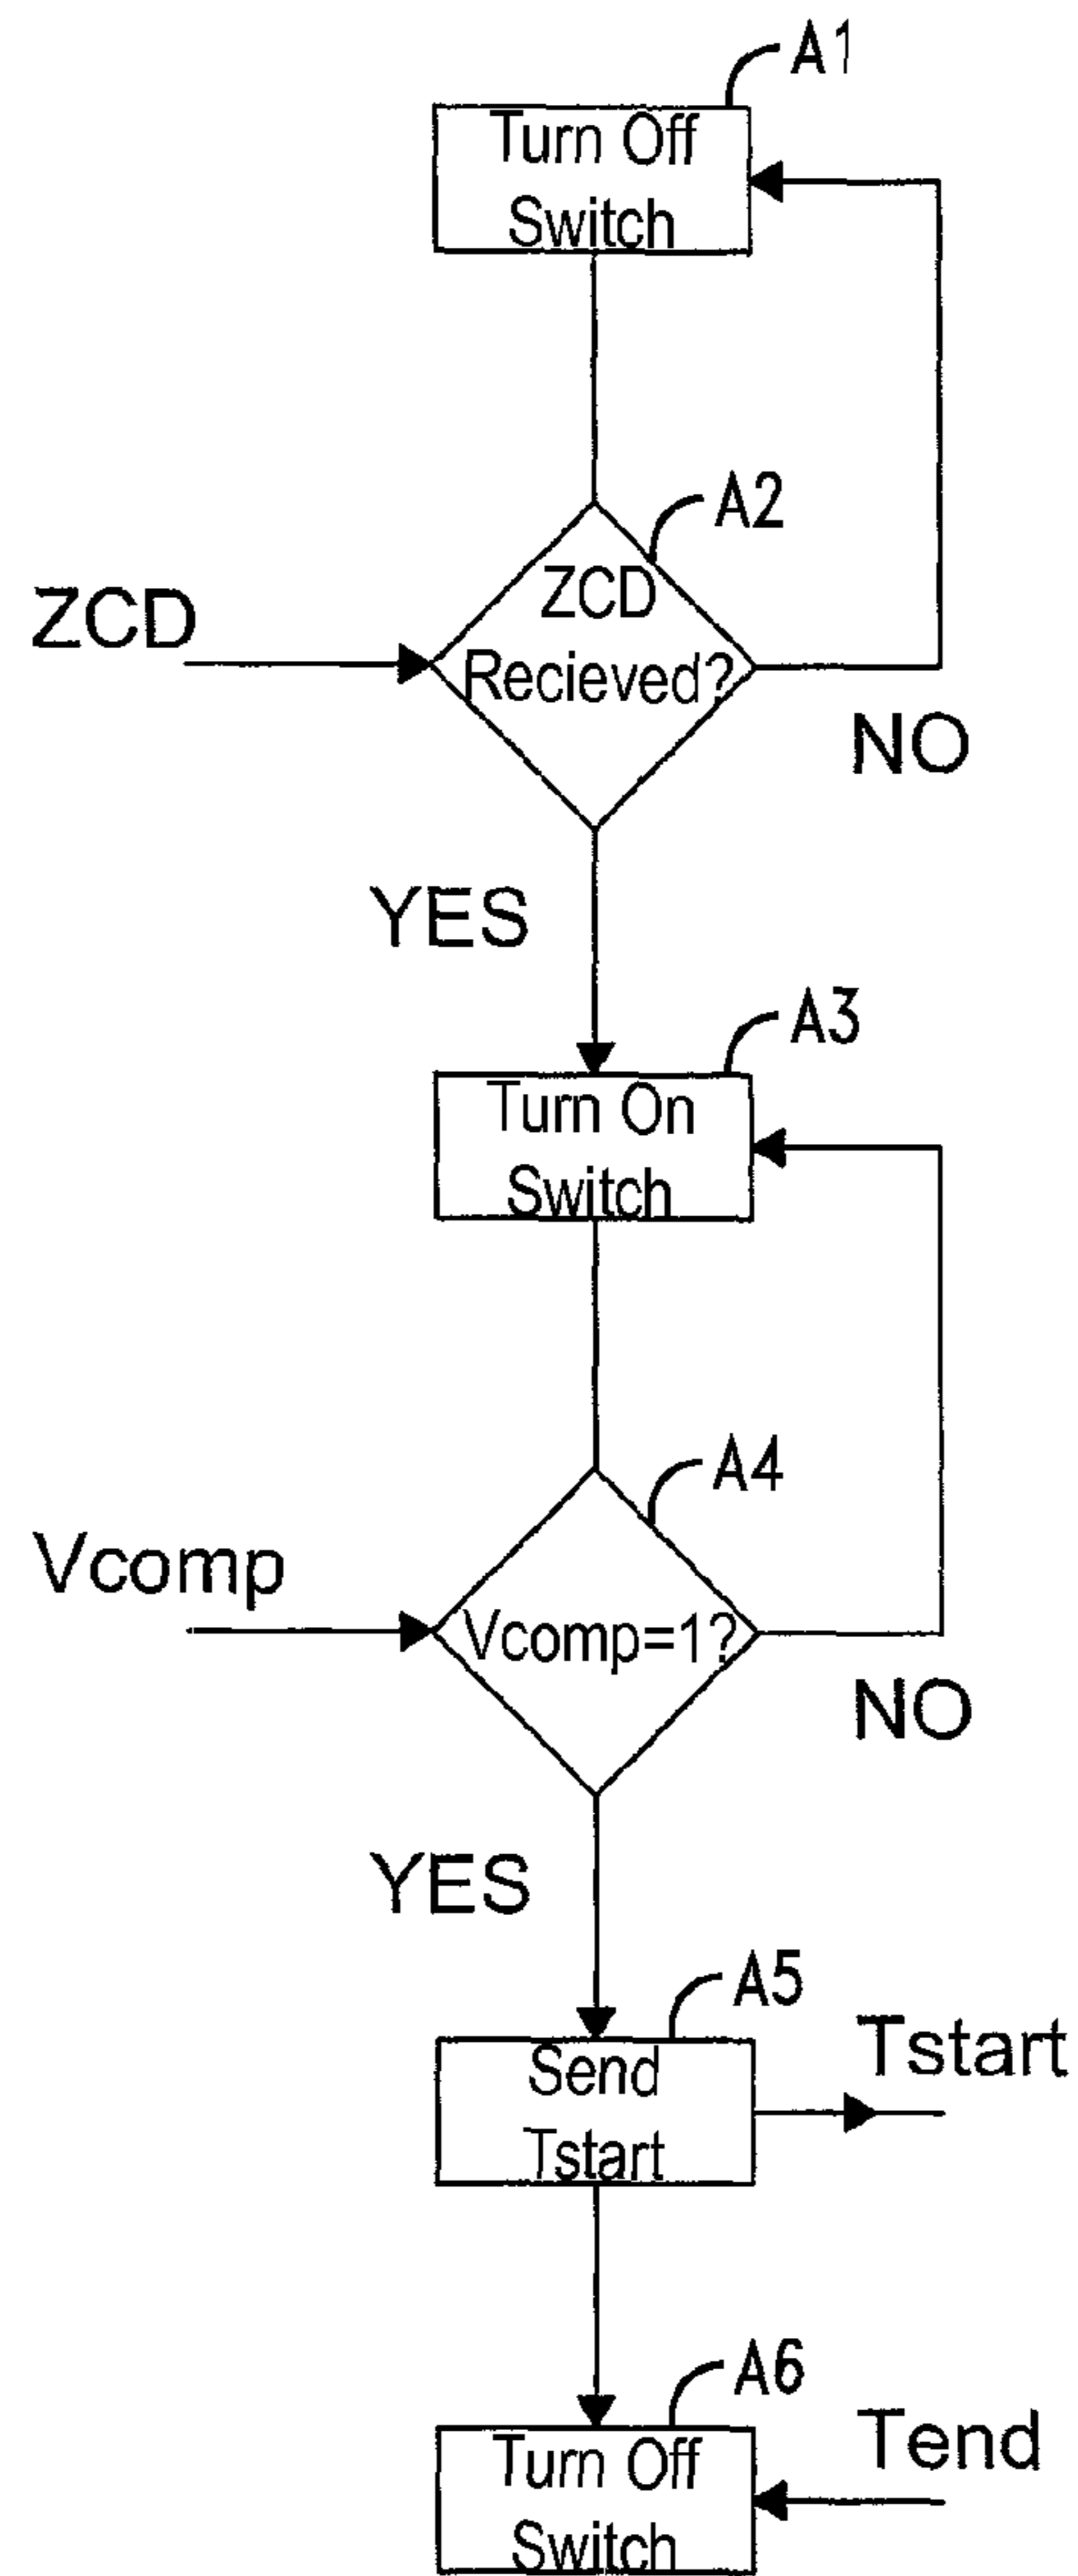 A1
Turn Off
Switch
A2
ZCD
ZCD
Recieved?
NO
YES
A3
Turn On
Switch
A4
Vcomp
Vcomp=1?
NO
YES
A5
Send
Tstart
Tstart
A6
Turn Off
Switch
Tend